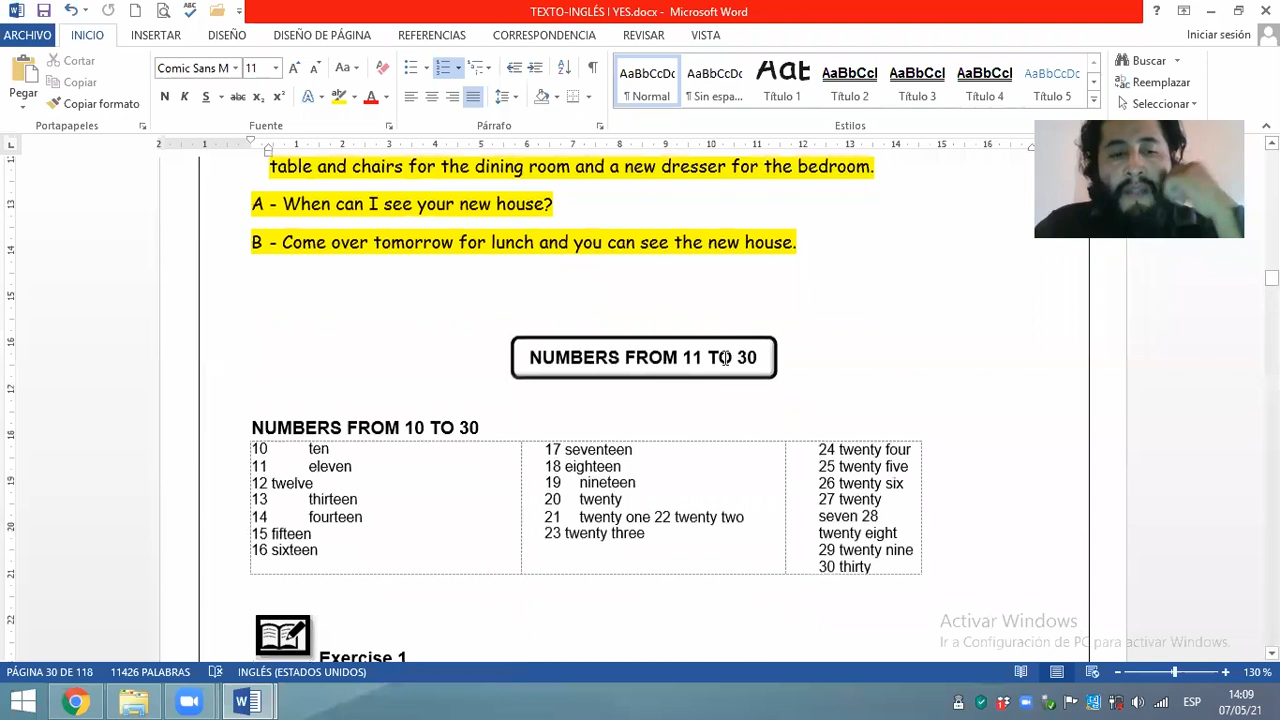 TEXTO-INGLÉS I YES.docx - Microsoft Word
ARCHIVO INICIO INSERTAR DISEÑO DISEÑO DE PÁGINA REFERENCIAS CORRESPONDENCIA REVISAR VISTA Iniciar sesión
Pegar
Cortar
Copiar
Copiar formato
Portapapeles
Comic Sans M 11
Fuente
Párrafo
AaBbCcDc AaBbCcDc Aat AaBbCcl AaBbCcl AaBbCcl AaBbCcDc
¶ Normal ¶ Sin espa... Título 1 Título 2 Título 3 Título 4 Título 5
Estilos
Buscar
Reemplazar
Seleccionar
table and chairs for the dining room and a new dresser for the bedroom.
A - When can I see your new house?
B - Come over tomorrow for lunch and you can see the new house.
NUMBERS FROM 11 TO 30
NUMBERS FROM 10 TO 30
10 ten
11 eleven
12 twelve
13 thirteen
14 fourteen
15 fifteen
16 sixteen
17 seventeen
18 eighteen
19 nineteen
20 twenty
21 twenty one 22 twenty two
23 twenty three
24 twenty four
25 twenty five
26 twenty six
27 twenty
seven 28
twenty eight
29 twenty nine
30 thirty
Exercise 1
Activar Windows
Ir a Configuración de PC para activar Windows.
PÁGINA 30 DE 118 11426 PALABRAS INGLÉS (ESTADOS UNIDOS) 130 %
ESP
14:09
07/05/21